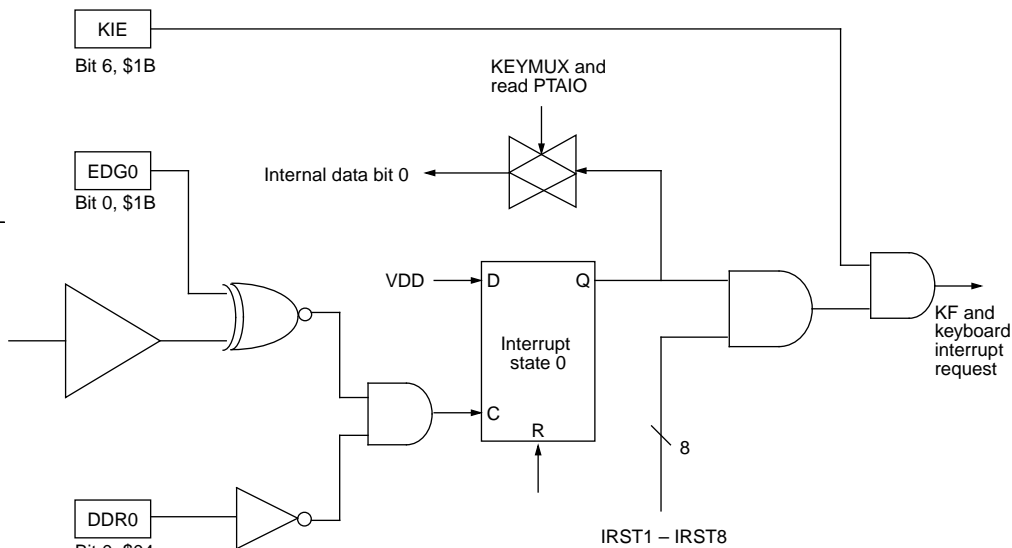 KIE
Bit 6, $1B
KEYMUX and
read PTAIO
EDG0
Bit 0, $1B
Internal data bit 0
VDD
D
Q
Interrupt
state 0
C
R
KF and
keyboard
interrupt
request
8
DDR0
IRST1 – IRST8